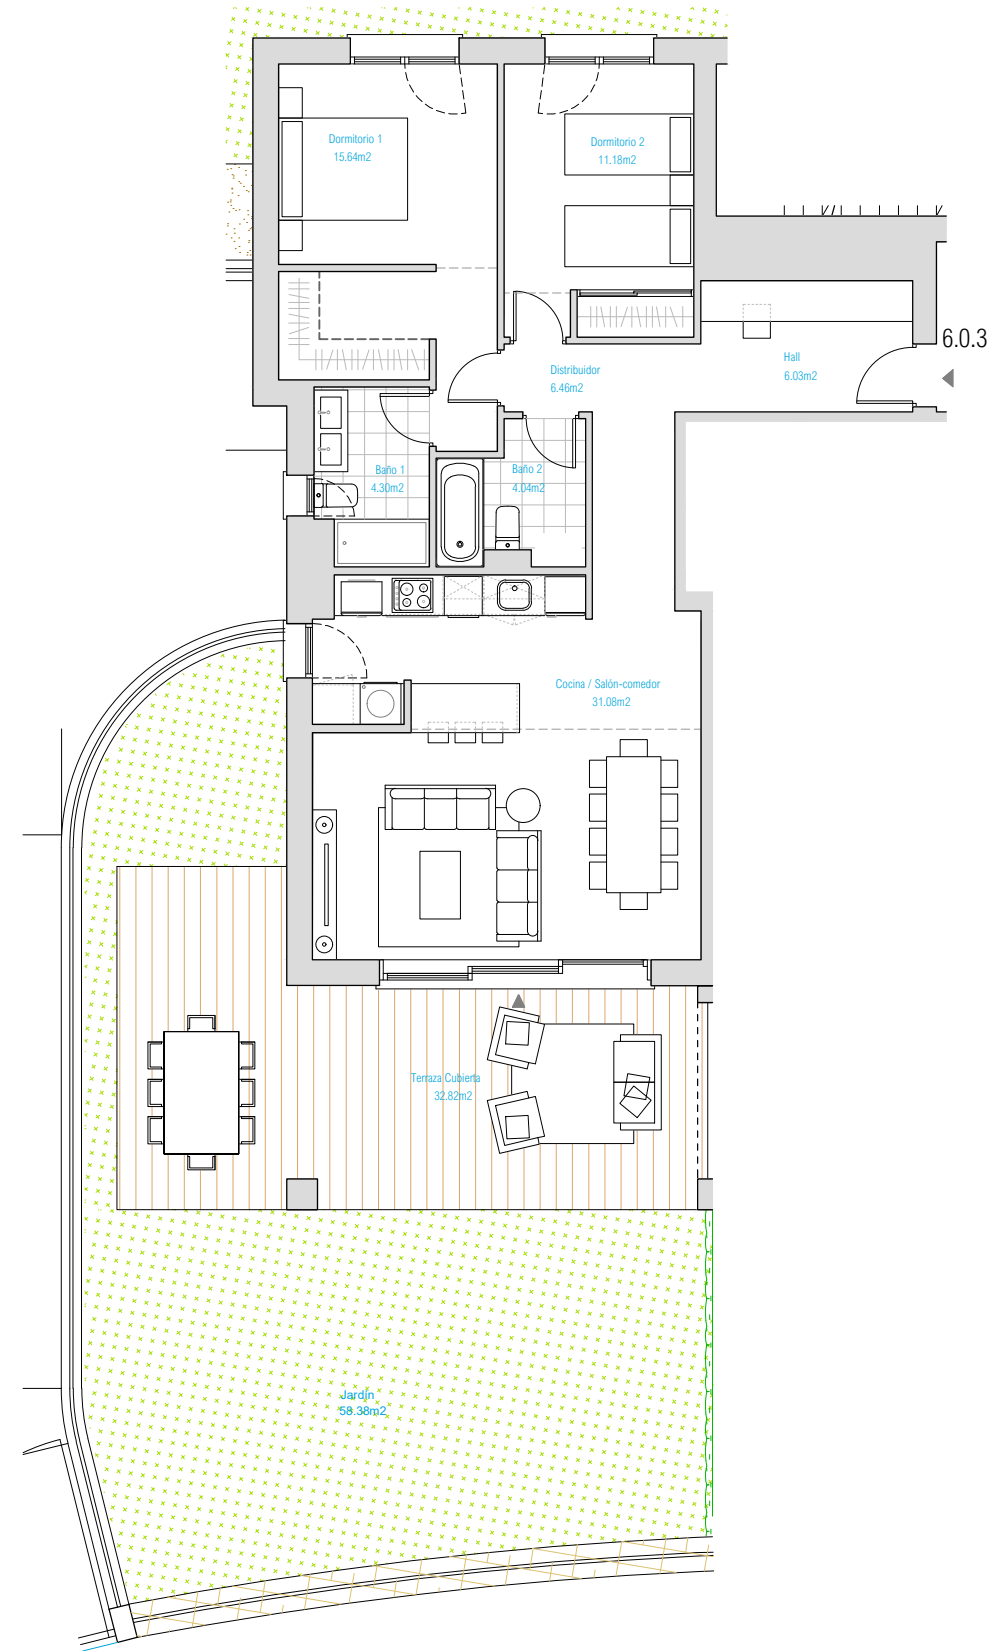 Dormitorio 1
15.64m2
Dormitorio 2
11.18m2
6.0.3
Hall
6.03m2
Distribuidor
6.46m2
Baño 1
4.30m2
Baño 2
4.04m2
Cocina / Salón-comedor
31.08m2
Terraza Cubierta
32.82m2
Jardín
58.38m2